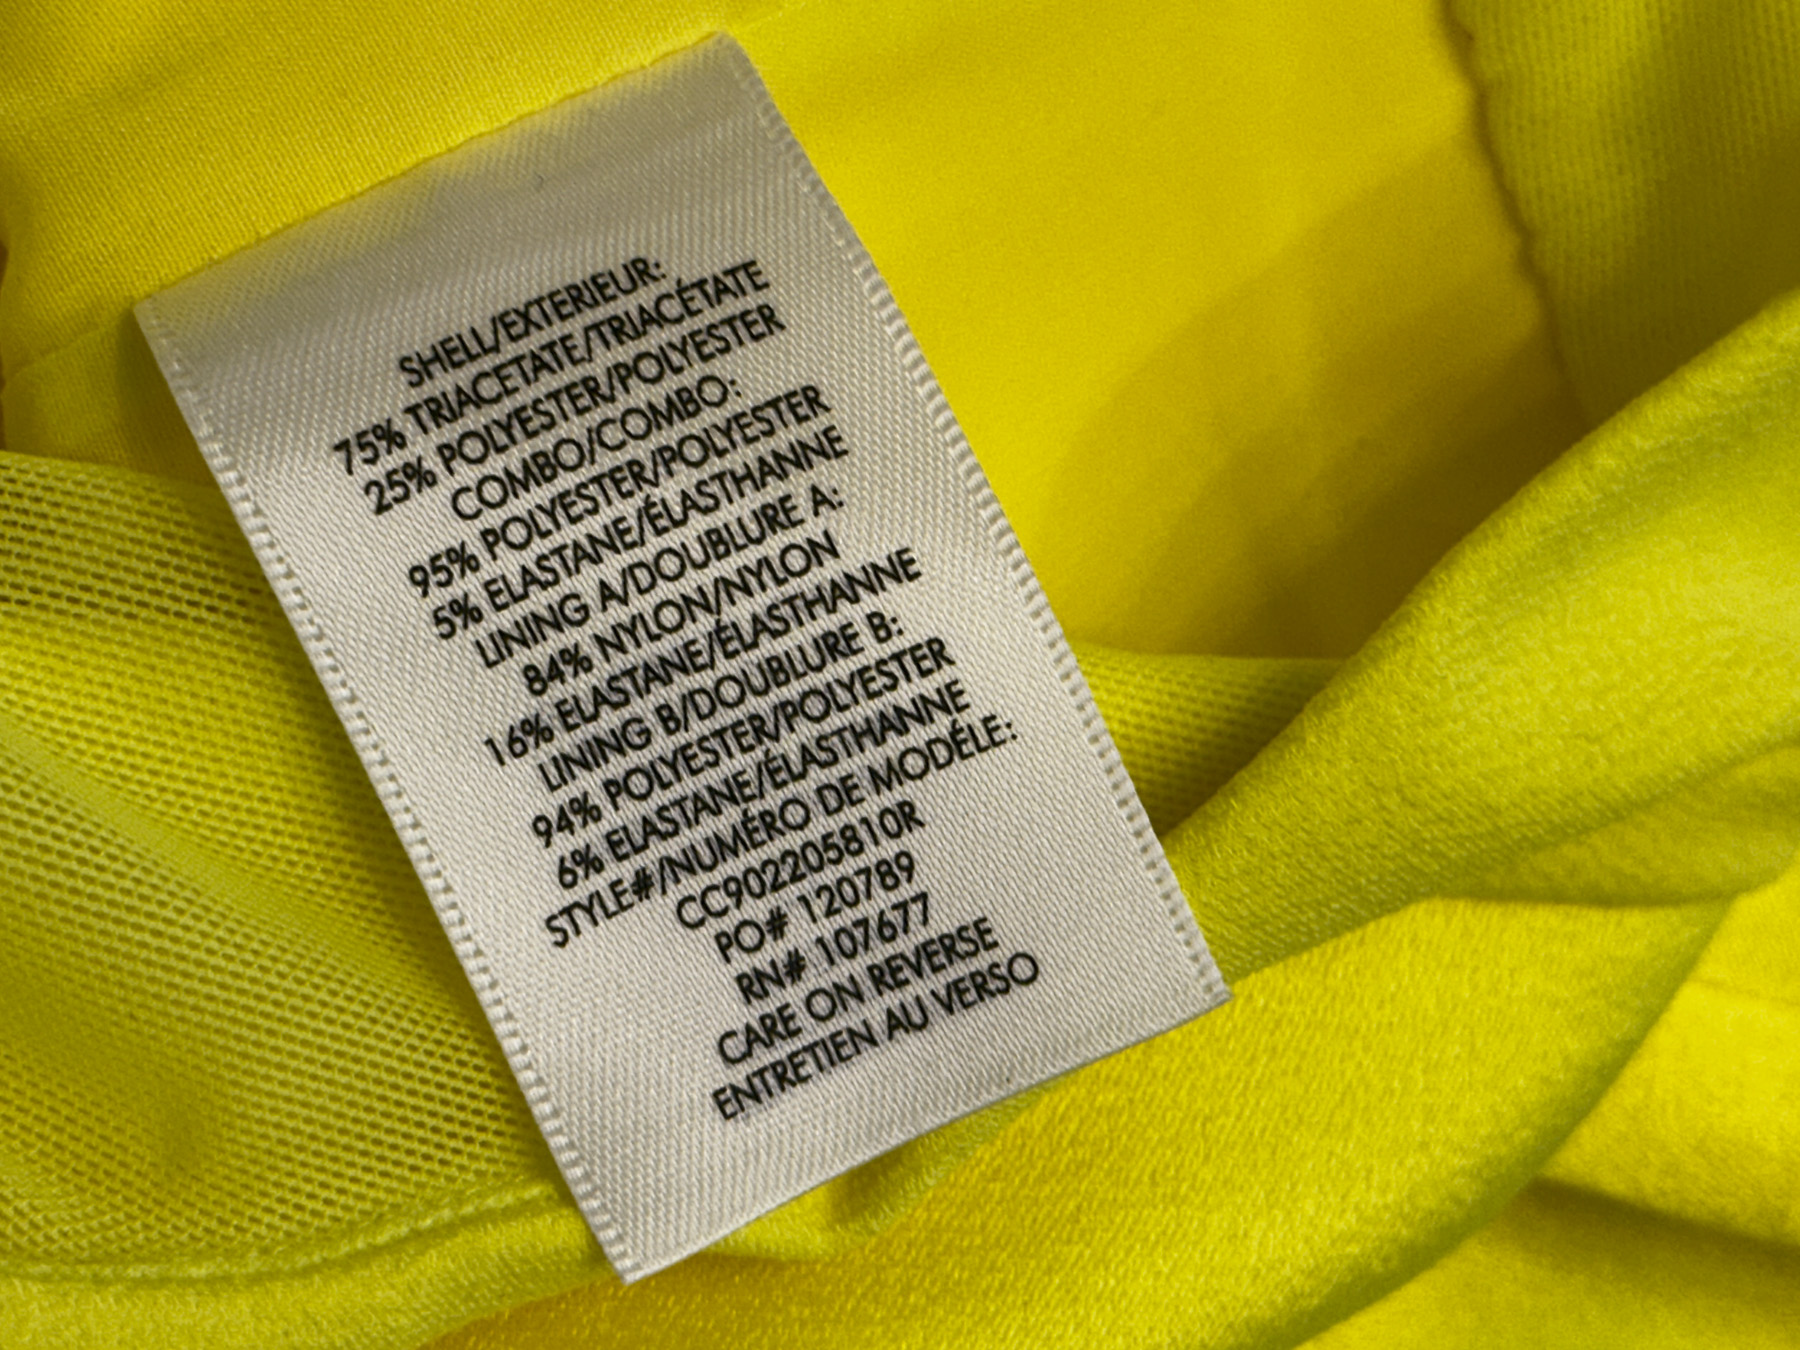 SHELL/EXTERIEUR:
75% TRIACETATE/TRIACÉTATE
25% POLYESTER/POLYESTER
COMBO/COMBO:
95% POLYESTER/POLYESTER
5% ELASTANE/ÉLASTHANNE
LINING A/DOUBLURE A:
84% NYLON/NYLON
16% ELASTANE/ÉLASTHANNE
LINING B/DOUBLURE B:
94% POLYESTER/POLYESTER
6% ELASTANE/ÉLASTHANNE
STYLE#/NUMÉRO DE MODÉLE:
CC902205810R
PO# 120789
RN# 107677
CARE ON REVERSE
ENTRETIEN AU VERSO